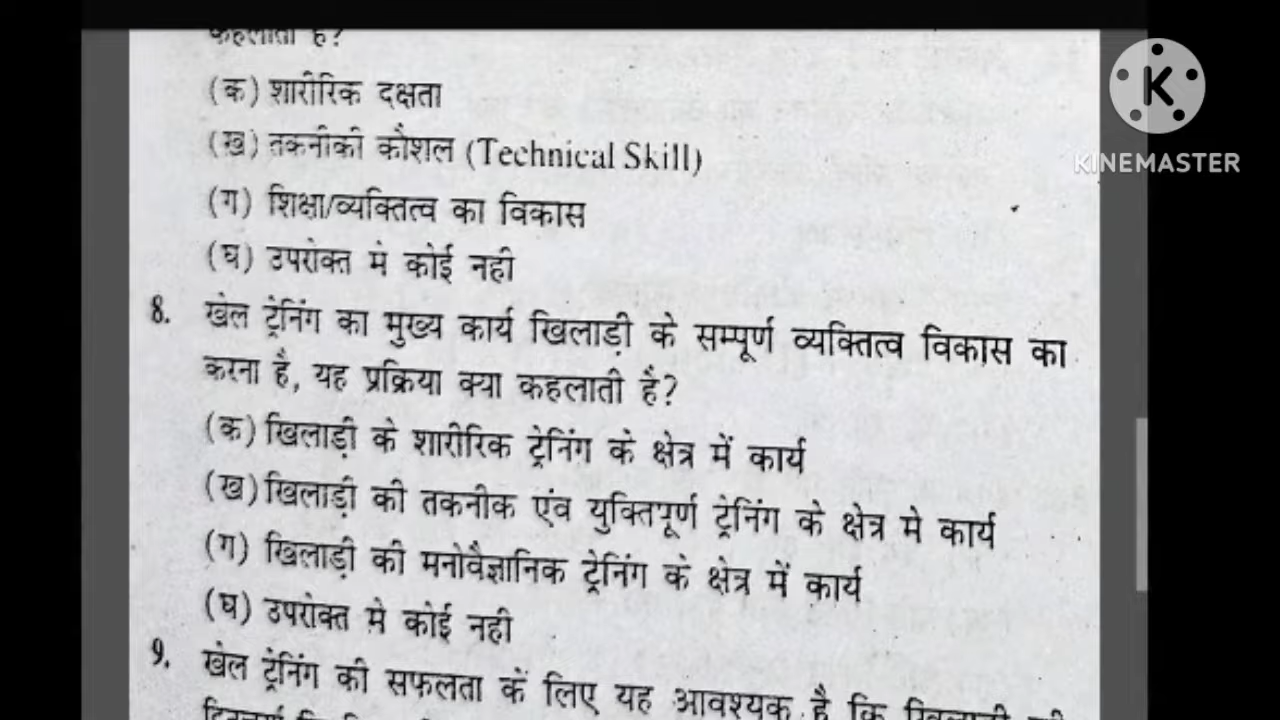 कहलाता है?
(क) शारीरिक दक्षता
(ख) तकनीकी कौशल (Technical Skill)
(ग) शिक्षा/व्यक्तित्व का विकास
(घ) उपरोक्त में कोई नही
8. खेल ट्रेनिंग का मुख्य कार्य खिलाड़ी के सम्पूर्ण व्यक्तित्व विकास का
करना है, यह प्रक्रिया क्या कहलाती है?
(क) खिलाड़ी के शारीरिक ट्रेनिंग के क्षेत्र में कार्य
(ख) खिलाड़ी की तकनीक एंव युक्तिपूर्ण ट्रेनिंग के क्षेत्र मे कार्य
(ग) खिलाड़ी की मनोवैज्ञानिक ट्रेनिंग के क्षेत्र में कार्य
(घ) उपरोक्त मे कोई नही
9. खेल ट्रेनिंग की सफलता कें लिए यह आवश्यक है कि
K
KINEMASTER